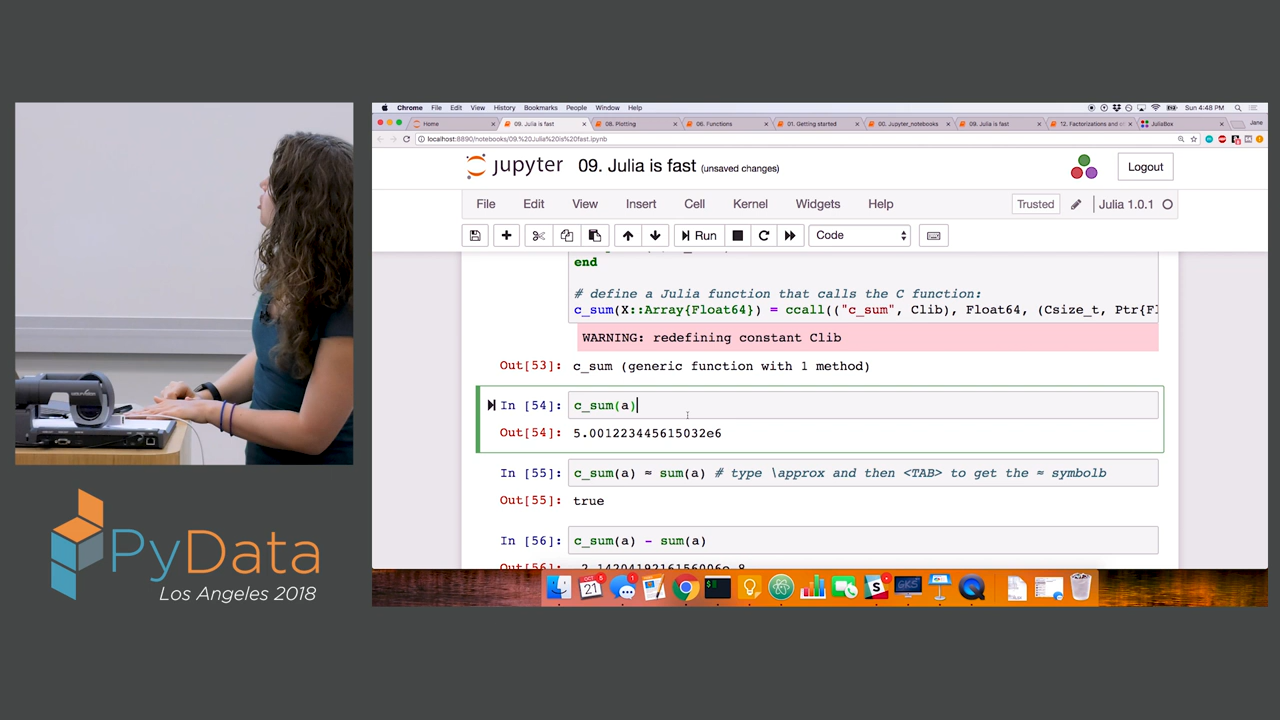 Chrome File Edit View History Bookmarks People Window Help
Sun 4:48 PM
Home
09. Julia is fast
08. Plotting
06. Functions
01. Getting started
00. Jupyter_notebooks
09. Julia is fast
12. Factorizations and
JuliaBox
Jane
localhost:8890/notebooks/09.%20Julia%20is%20fast.ipynb
jupyter 09. Julia is fast (unsaved changes)
Logout
File Edit View Insert Cell Kernel Widgets Help
Trusted
Julia 1.0.1
Run
Code
end
# define a Julia function that calls the C function:
c_sum(X::Array{Float64}) = ccall(("c_sum", Clib), Float64, (Csize_t, Ptr{Fl
WARNING: redefining constant Clib
Out[53]: c_sum (generic function with 1 method)
In [54]: c_sum(a)
Out[54]: 5.001223445615032e6
In [55]: c_sum(a) ≈ sum(a) # type \approx and then <TAB> to get the ≈ symbolb
Out[55]: true
In [56]: c_sum(a) - sum(a)
PyData
Los Angeles 2018